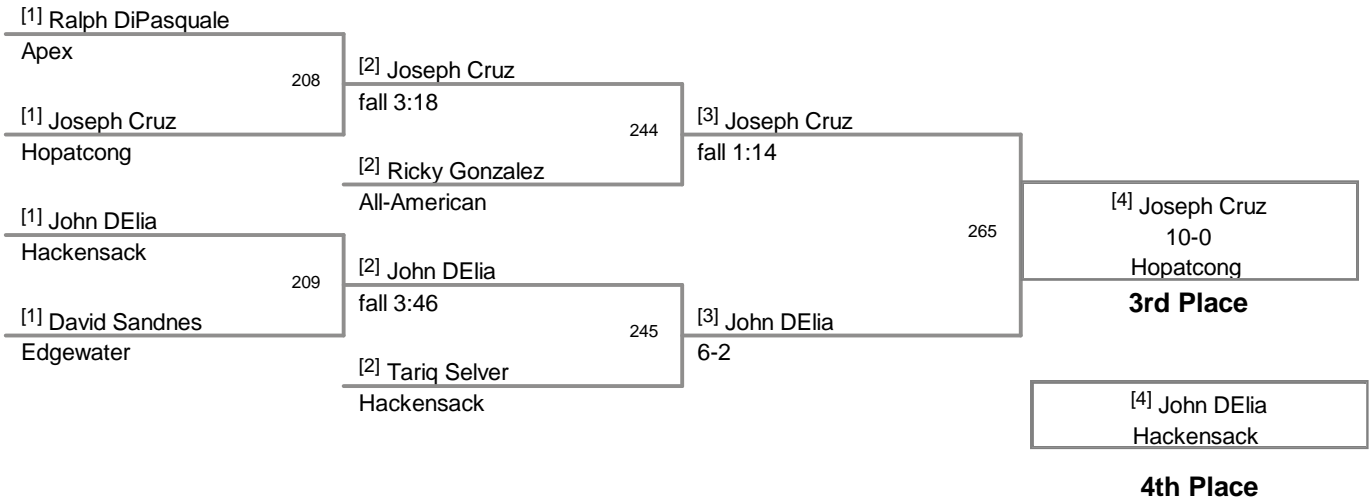 [1] Ralph DiPasquale
Apex
208
[1] Joseph Cruz
Hopatcong
[1] John DElia
Hackensack
209
[1] David Sandnes
Edgewater
[2] Joseph Cruz
fall 3:18
244
[2] Ricky Gonzalez
All-American
[2] John DElia
fall 3:46
245
[2] Tariq Selver
Hackensack
[3] Joseph Cruz
fall 1:14
265
[3] John DElia
6-2
[4] Joseph Cruz
10-0
Hopatcong
3rd Place
[4] John DElia
Hackensack
4th Place